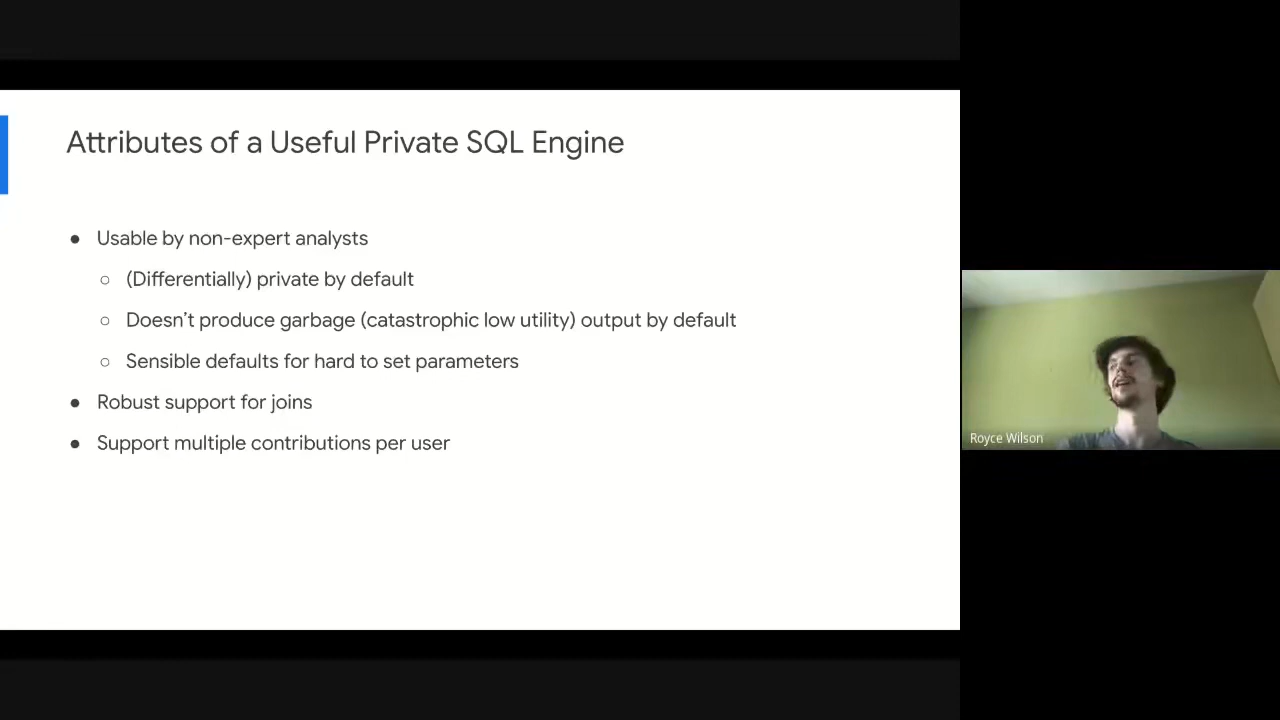 Attributes of a Useful Private SQL Engine
● Usable by non-expert analysts
○ (Differentially) private by default
○ Doesn’t produce garbage (catastrophic low utility) output by default
○ Sensible defaults for hard to set parameters
● Robust support for joins
● Support multiple contributions per user
Royce Wilson